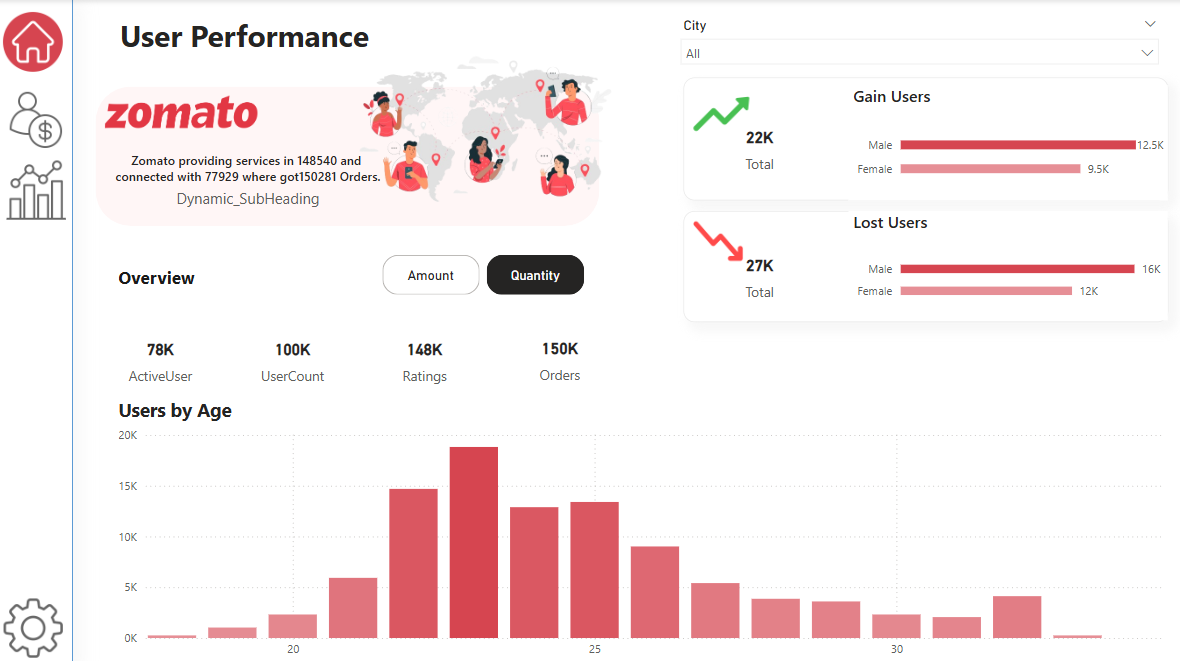 User Performance
City
All
zomato
Zomato providing services in 148540 and
connected with 77929 where got150281 Orders.
Dynamic_SubHeading
Gain Users
22K
Total
Male 12.5K
Female 9.5K
Lost Users
27K
Total
Male 16K
Female 12K
Overview
Amount
Quantity
78K
ActiveUser
100K
UserCount
148K
Ratings
150K
Orders
Users by Age
20K
15K
10K
5K
0K
20 25 30